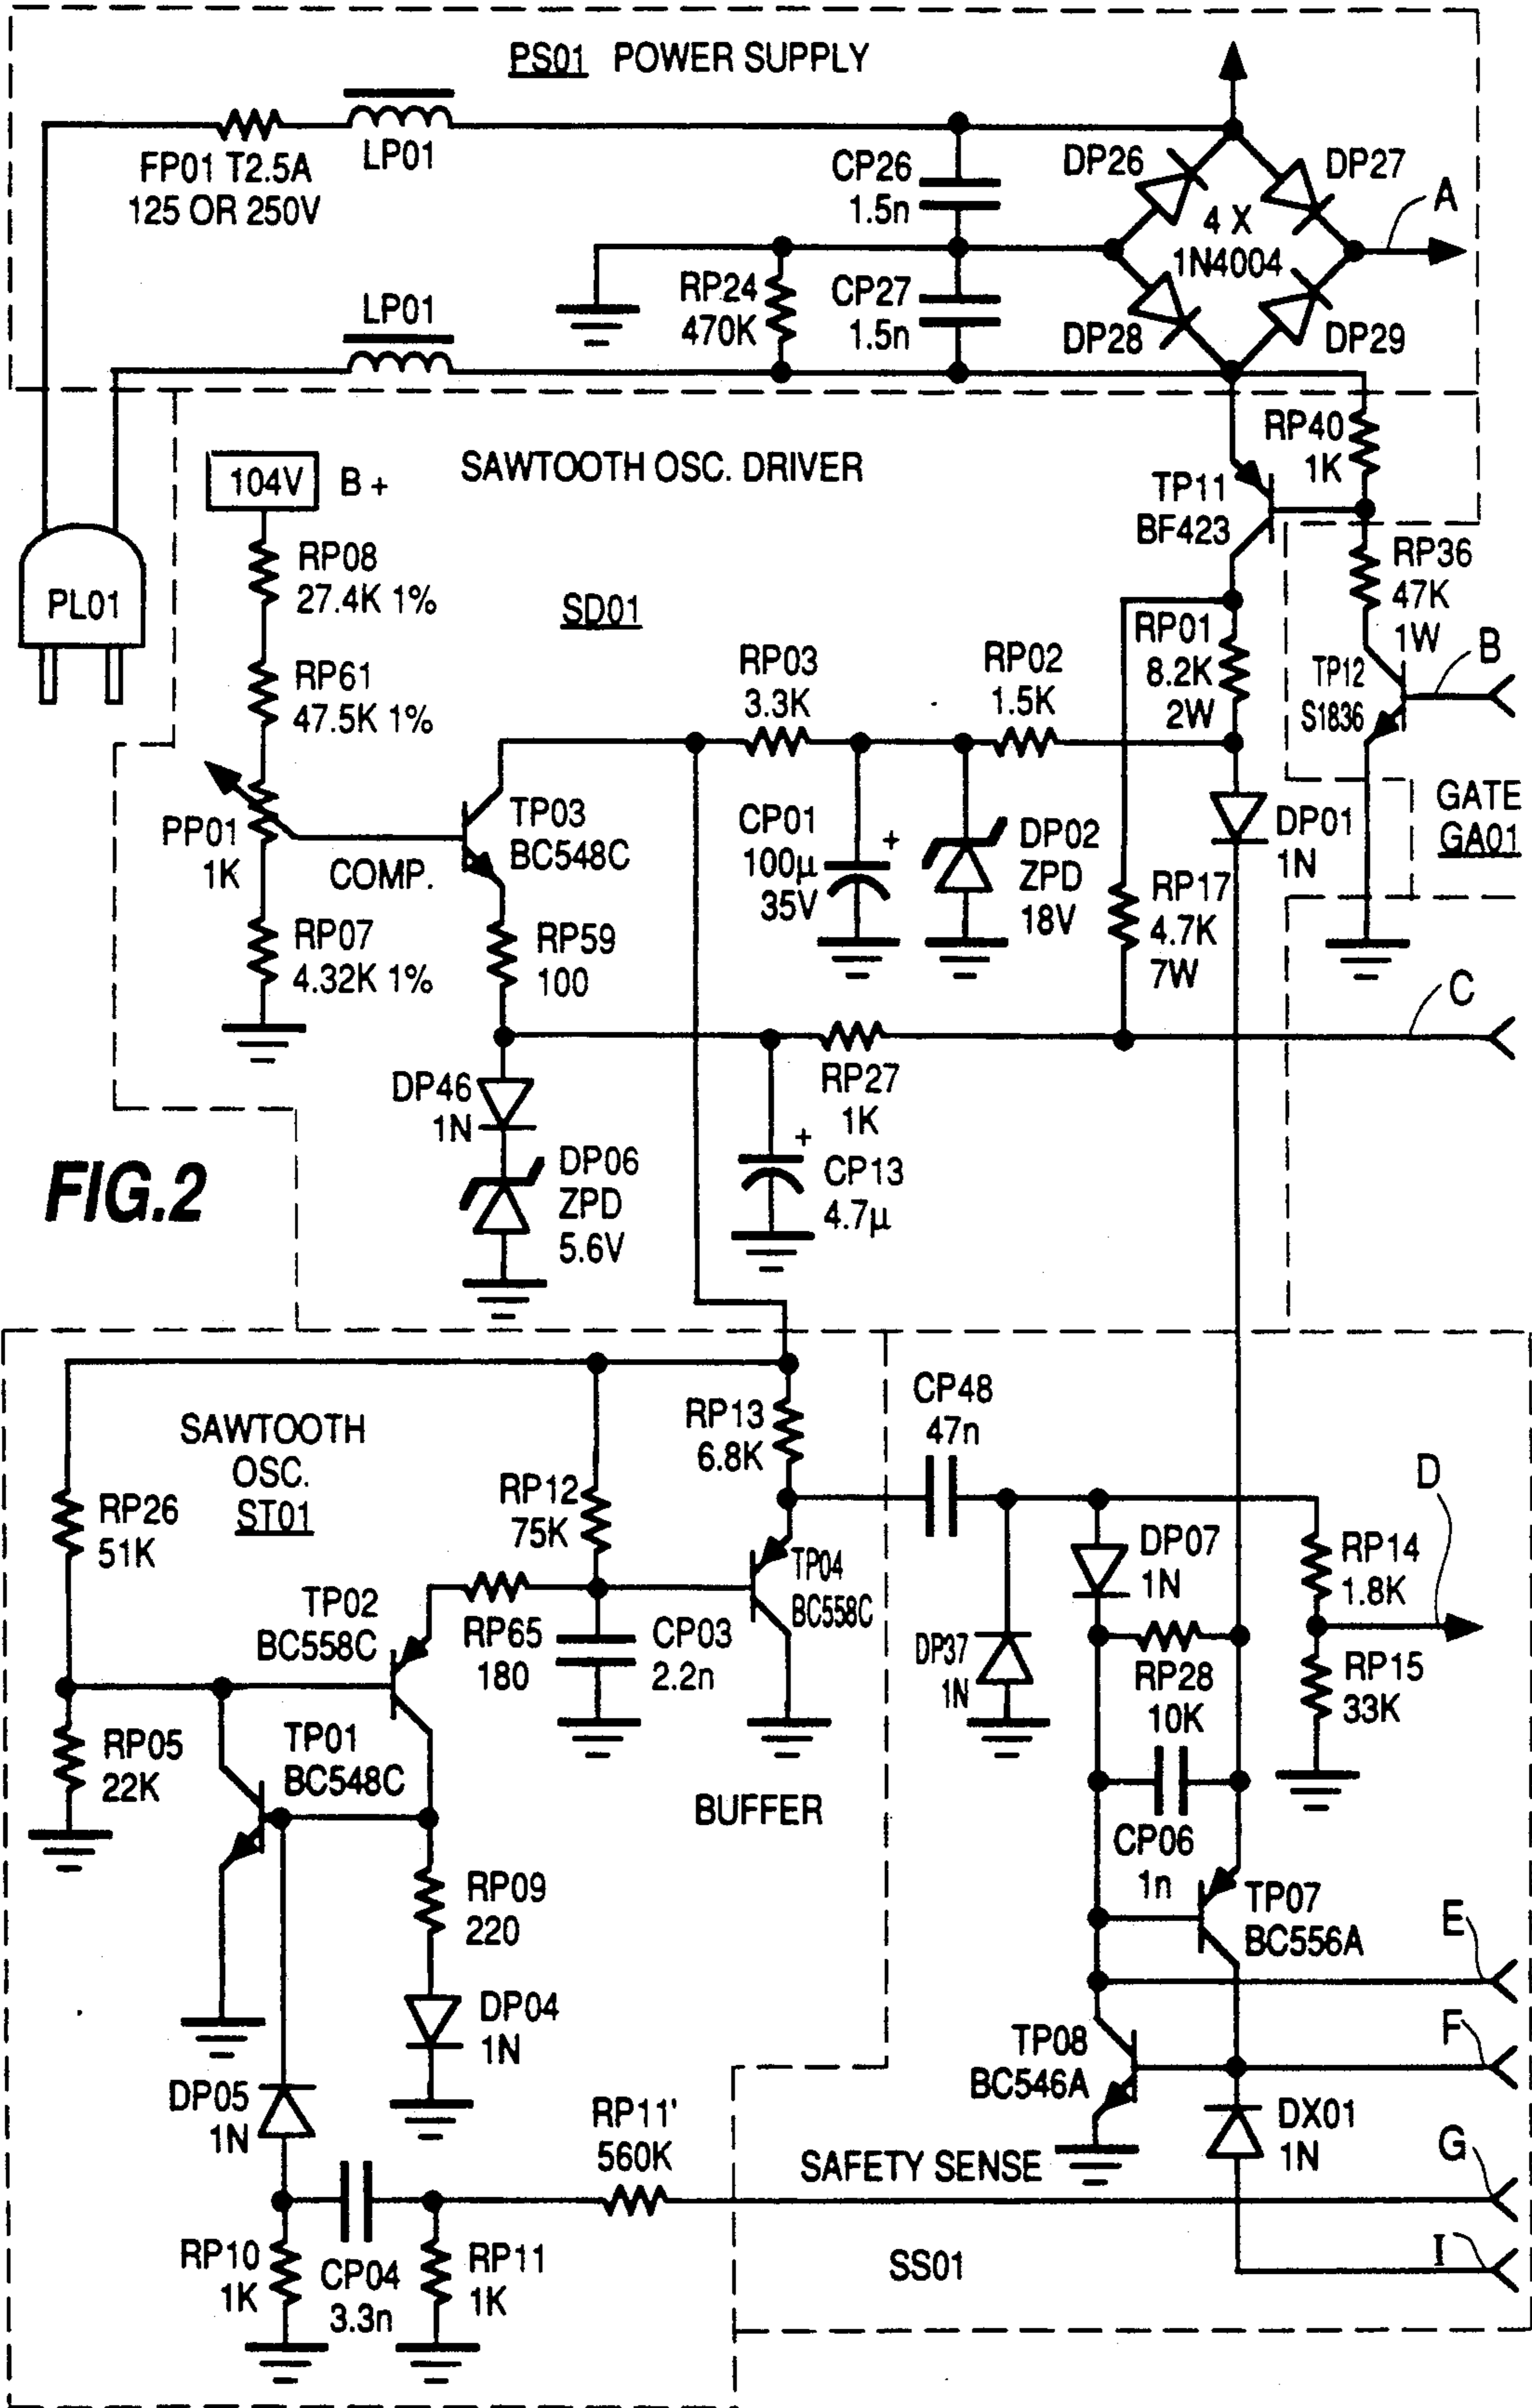 PS01 POWER SUPPLY
FP01 T2.5A
125 OR 250V
LP01
CP26
1.5n
DP26
DP27
4 X
1N4004
A
RP24
470K
CP27
1.5n
LP01
DP28
DP29
104V B+
SAWTOOTH OSC. DRIVER
RP40
1K
TP11
BF423
PL01
RP08
27.4K 1%
SD01
RP36
47K
1W
RP61
47.5K 1%
RP03
3.3K
RP02
1.5K
RP01
8.2K
2W
TP12
S1836
B
PP01
1K
COMP.
TP03
BC548C
CP01
100μ
35V
+
DP02
ZPD
18V
DP01
1N
GATE
GA01
RP07
4.32K 1%
RP59
100
RP17
4.7K
7W
C
DP46
1N
RP27
1K
FIG.2
DP06
ZPD
5.6V
+
CP13
4.7μ
SAWTOOTH
OSC.
ST01
RP13
6.8K
CP48
47n
D
RP26
51K
RP12
75K
TP04
BC558C
DP07
1N
RP14
1.8K
TP02
BC558C
RP65
180
CP03
2.2n
DP37
1N
RP28
10K
RP15
33K
RP05
22K
TP01
BC548C
BUFFER
CP06
1n
RP09
220
TP07
BC556A
E
DP04
1N
TP08
BC546A
F
DP05
1N
RP11'
560K
DX01
1N
SAFETY SENSE
G
RP10
1K
CP04
3.3n
RP11
1K
SS01
I